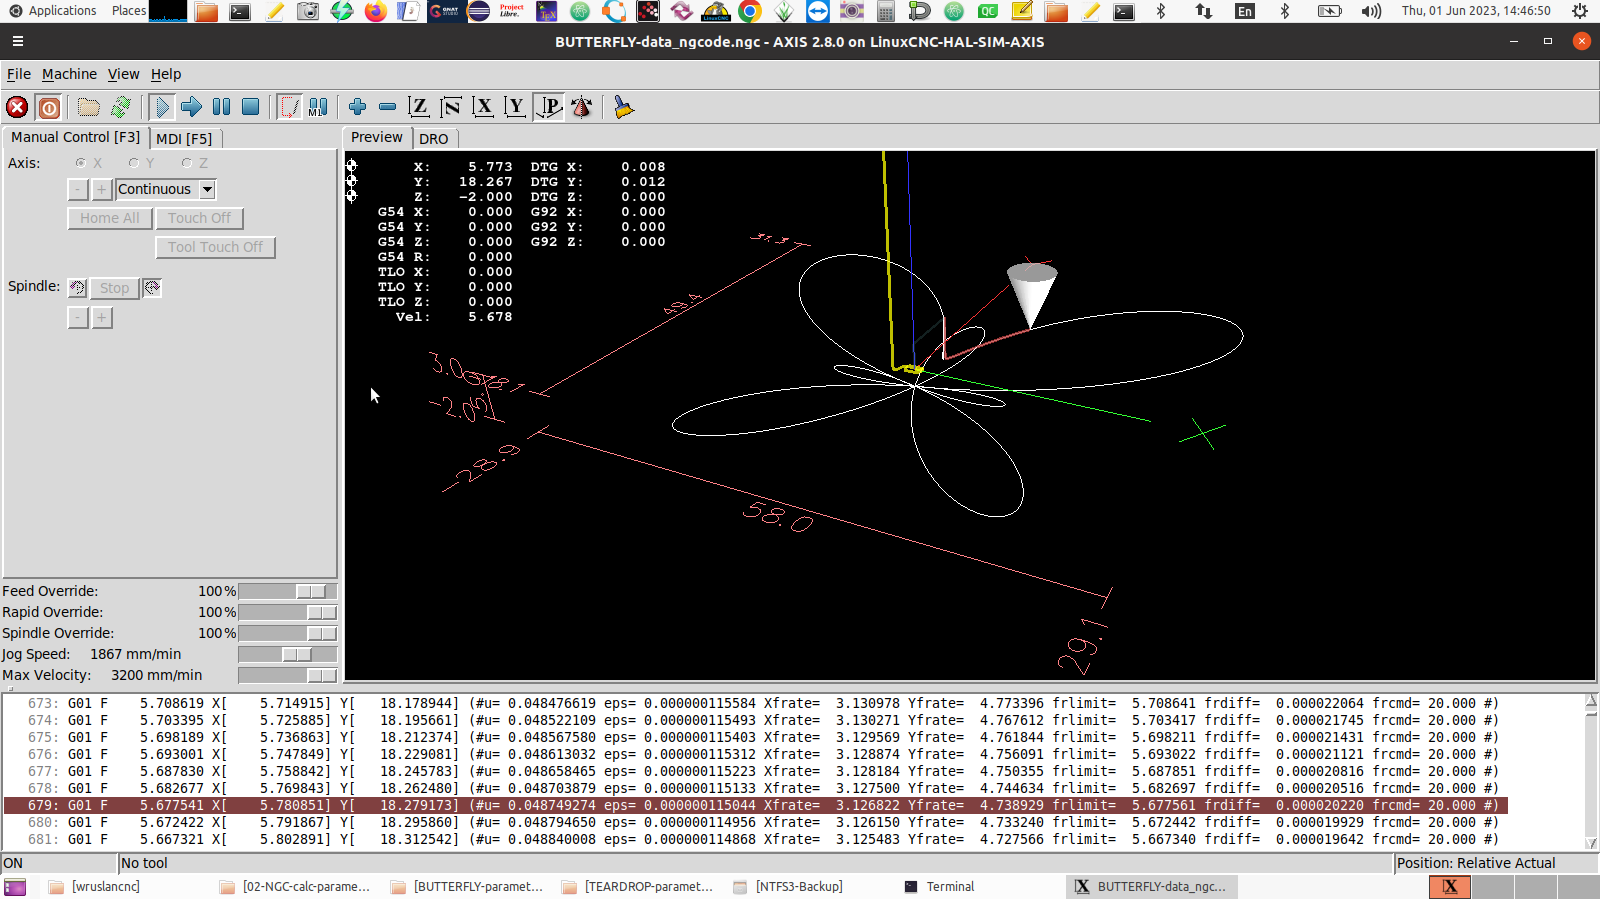 Applications Places En Thu, 01 Jun 2023, 14:46:50
BUTTERFLY-data_ngcode.ngc - AXIS 2.8.0 on LinuxCNC-HAL-SIM-AXIS
File Machine View Help
Manual Control [F3] MDI [F5]
Preview DRO
Axis: X Y Z
- + Continuous
Home All Touch Off
Tool Touch Off
Spindle: Stop
- +
X: 5.773 DTG X: 0.008
Y: 18.267 DTG Y: 0.012
Z: -2.000 DTG Z: 0.000
G54 X: 0.000 G92 X: 0.000
G54 Y: 0.000 G92 Y: 0.000
G54 Z: 0.000 G92 Z: 0.000
G54 R: 0.000
TLO X: 0.000
TLO Y: 0.000
TLO Z: 0.000
Vel: 5.678
49.4
3.0
-28.9
58.0
29.1
Feed Override: 100%
Rapid Override: 100%
Spindle Override: 100%
Jog Speed: 1867 mm/min
Max Velocity: 3200 mm/min
673: G01 F 5.708619 X[ 5.714915] Y[ 18.178944] (#u= 0.048476619 eps= 0.000000115584 Xfrate= 3.130978 Yfrate= 4.773396 frlimit= 5.708641 frdiff= 0.000022064 frcmd= 20.000 #)
674: G01 F 5.703395 X[ 5.725885] Y[ 18.195661] (#u= 0.048522109 eps= 0.000000115493 Xfrate= 3.130271 Yfrate= 4.767612 frlimit= 5.703417 frdiff= 0.000021745 frcmd= 20.000 #)
675: G01 F 5.698189 X[ 5.736863] Y[ 18.212374] (#u= 0.048567580 eps= 0.000000115403 Xfrate= 3.129569 Yfrate= 4.761844 frlimit= 5.698211 frdiff= 0.000021431 frcmd= 20.000 #)
676: G01 F 5.693001 X[ 5.747849] Y[ 18.229081] (#u= 0.048613032 eps= 0.000000115312 Xfrate= 3.128874 Yfrate= 4.756091 frlimit= 5.693022 frdiff= 0.000021121 frcmd= 20.000 #)
677: G01 F 5.687830 X[ 5.758842] Y[ 18.245783] (#u= 0.048658465 eps= 0.000000115223 Xfrate= 3.128184 Yfrate= 4.750355 frlimit= 5.687851 frdiff= 0.000020816 frcmd= 20.000 #)
678: G01 F 5.682677 X[ 5.769843] Y[ 18.262480] (#u= 0.048703879 eps= 0.000000115133 Xfrate= 3.127500 Yfrate= 4.744634 frlimit= 5.682697 frdiff= 0.000020516 frcmd= 20.000 #)
679: G01 F 5.677541 X[ 5.780851] Y[ 18.279173] (#u= 0.048749274 eps= 0.000000115044 Xfrate= 3.126822 Yfrate= 4.738929 frlimit= 5.677561 frdiff= 0.000020220 frcmd= 20.000 #)
680: G01 F 5.672422 X[ 5.791867] Y[ 18.295860] (#u= 0.048794650 eps= 0.000000114956 Xfrate= 3.126150 Yfrate= 4.733240 frlimit= 5.672442 frdiff= 0.000019929 frcmd= 20.000 #)
681: G01 F 5.667321 X[ 5.802891] Y[ 18.312542] (#u= 0.048840008 eps= 0.000000114868 Xfrate= 3.125483 Yfrate= 4.727566 frlimit= 5.667340 frdiff= 0.000019642 frcmd= 20.000 #)
ON No tool Position: Relative Actual
[wruslancnc] [02-NGC-calc-parame... [BUTTERFLY-paramet... [TEARDROP-paramet... [NTFS3-Backup] Terminal BUTTERFLY-data_ngc...